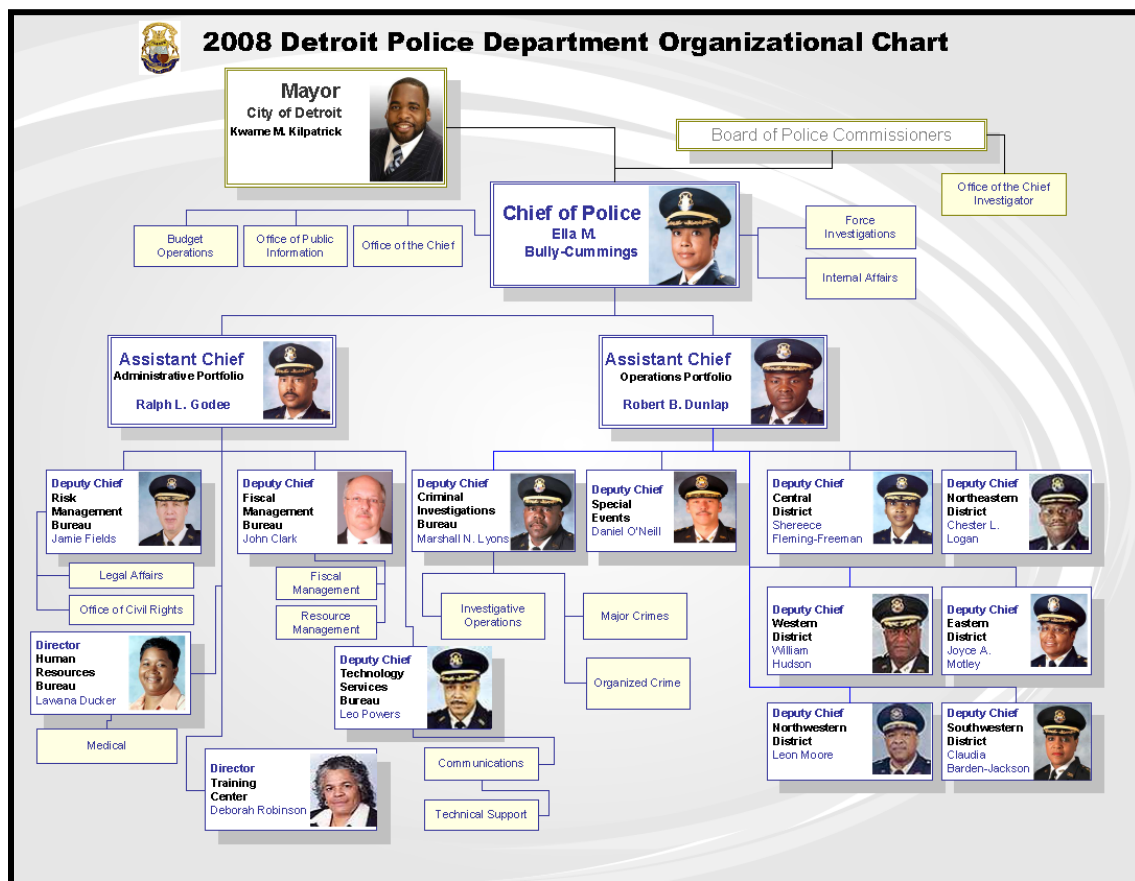 2008 Detroit Police Department Organizational Chart
Mayor
City of Detroit
Kwame M. Kilpatrick
Board of Police Commissioners
Office of the Chief
Investigator
Chief of Police
Ella M.
Bully-Cummings
Budget
Operations
Office of Public
Information
Office of the Chief
Force
Investigations
Internal Affairs
Assistant Chief
Administrative Portfolio
Ralph L. Godee
Assistant Chief
Operations Portfolio
Robert B. Dunlap
Deputy Chief
Risk
Management
Bureau
Jamie Fields
Legal Affairs
Office of Civil Rights
Deputy Chief
Fiscal
Management
Bureau
John Clark
Fiscal
Management
Resource
Management
Deputy Chief
Criminal
Investigations
Bureau
Marshall N. Lyons
Investigative
Operations
Major Crimes
Organized Crime
Deputy Chief
Special
Events
Daniel O'Neill
Deputy Chief
Central
District
Shereece
Fleming-Freeman
Deputy Chief
Northeastern
District
Chester L.
Logan
Director
Human
Resources
Bureau
Lawana Ducker
Medical
Deputy Chief
Technology
Services
Bureau
Leo Powers
Communications
Technical Support
Director
Training
Center
Deborah Robinson
Deputy Chief
Western
District
William
Hudson
Deputy Chief
Eastern
District
Joyce A.
Motley
Deputy Chief
Northwestern
District
Leon Moore
Deputy Chief
Southwestern
District
Claudia
Barden-Jackson